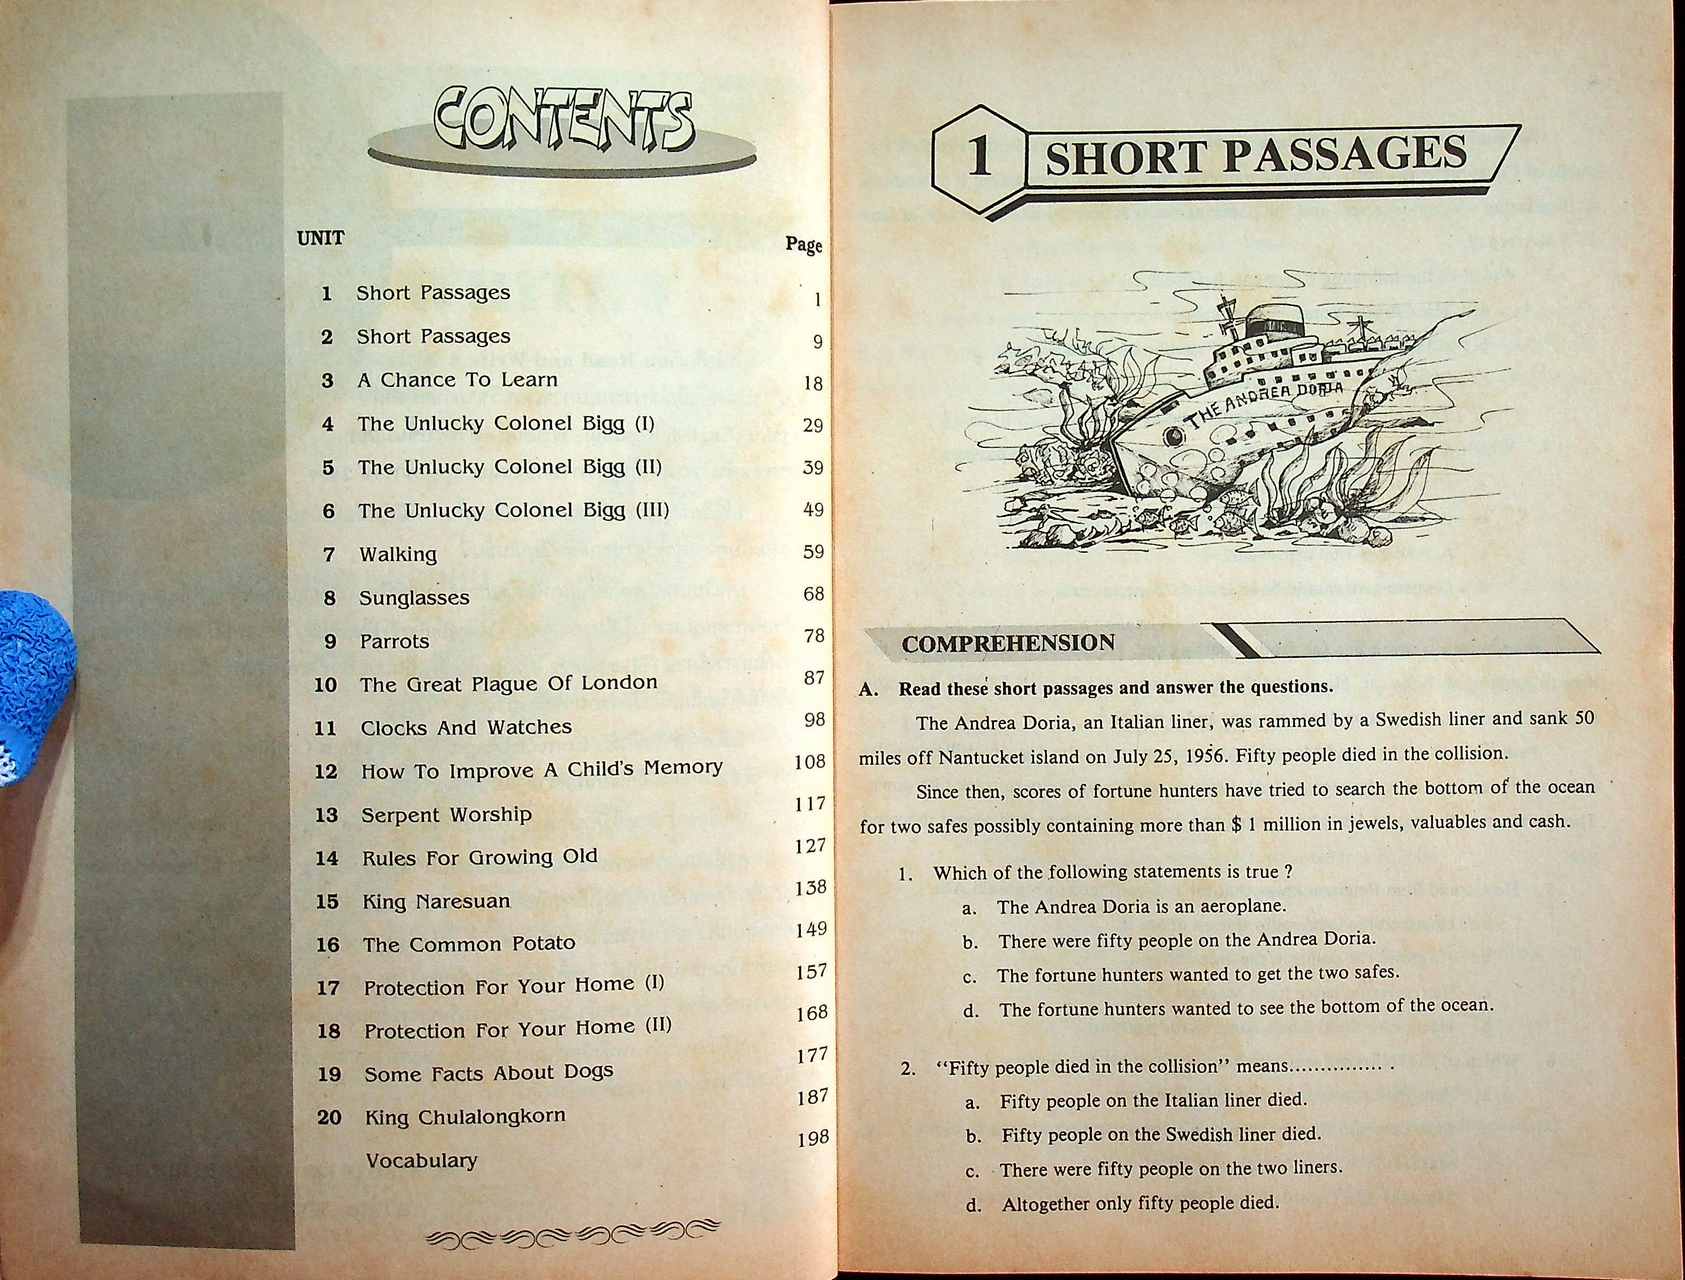 CONTENTS
UNIT Page
1 Short Passages 1
2 Short Passages 9
3 A Chance To Learn 18
4 The Unlucky Colonel Bigg (I) 29
5 The Unlucky Colonel Bigg (II) 39
6 The Unlucky Colonel Bigg (III) 49
7 Walking 59
8 Sunglasses 68
9 Parrots 78
10 The Great Plague Of London 87
11 Clocks And Watches 98
12 How To Improve A Child's Memory 108
13 Serpent Worship 117
14 Rules For Growing Old 127
15 King Naresuan 138
16 The Common Potato 149
17 Protection For Your Home (I) 157
18 Protection For Your Home (II) 168
19 Some Facts About Dogs 177
20 King Chulalongkorn 187
Vocabulary 198
1 SHORT PASSAGES
THE ANDREA DORIA
COMPREHENSION
A. Read these short passages and answer the questions.
The Andrea Doria, an Italian liner, was rammed by a Swedish liner and sank 50
miles off Nantucket island on July 25, 1956. Fifty people died in the collision.
Since then, scores of fortune hunters have tried to search the bottom of the ocean
for two safes possibly containing more than $ 1 million in jewels, valuables and cash.
1. Which of the following statements is true ?
a. The Andrea Doria is an aeroplane.
b. There were fifty people on the Andrea Doria.
c. The fortune hunters wanted to get the two safes.
d. The fortune hunters wanted to see the bottom of the ocean.
2. “Fifty people died in the collision” means............... .
a. Fifty people on the Italian liner died.
b. Fifty people on the Swedish liner died.
c. There were fifty people on the two liners.
d. Altogether only fifty people died.